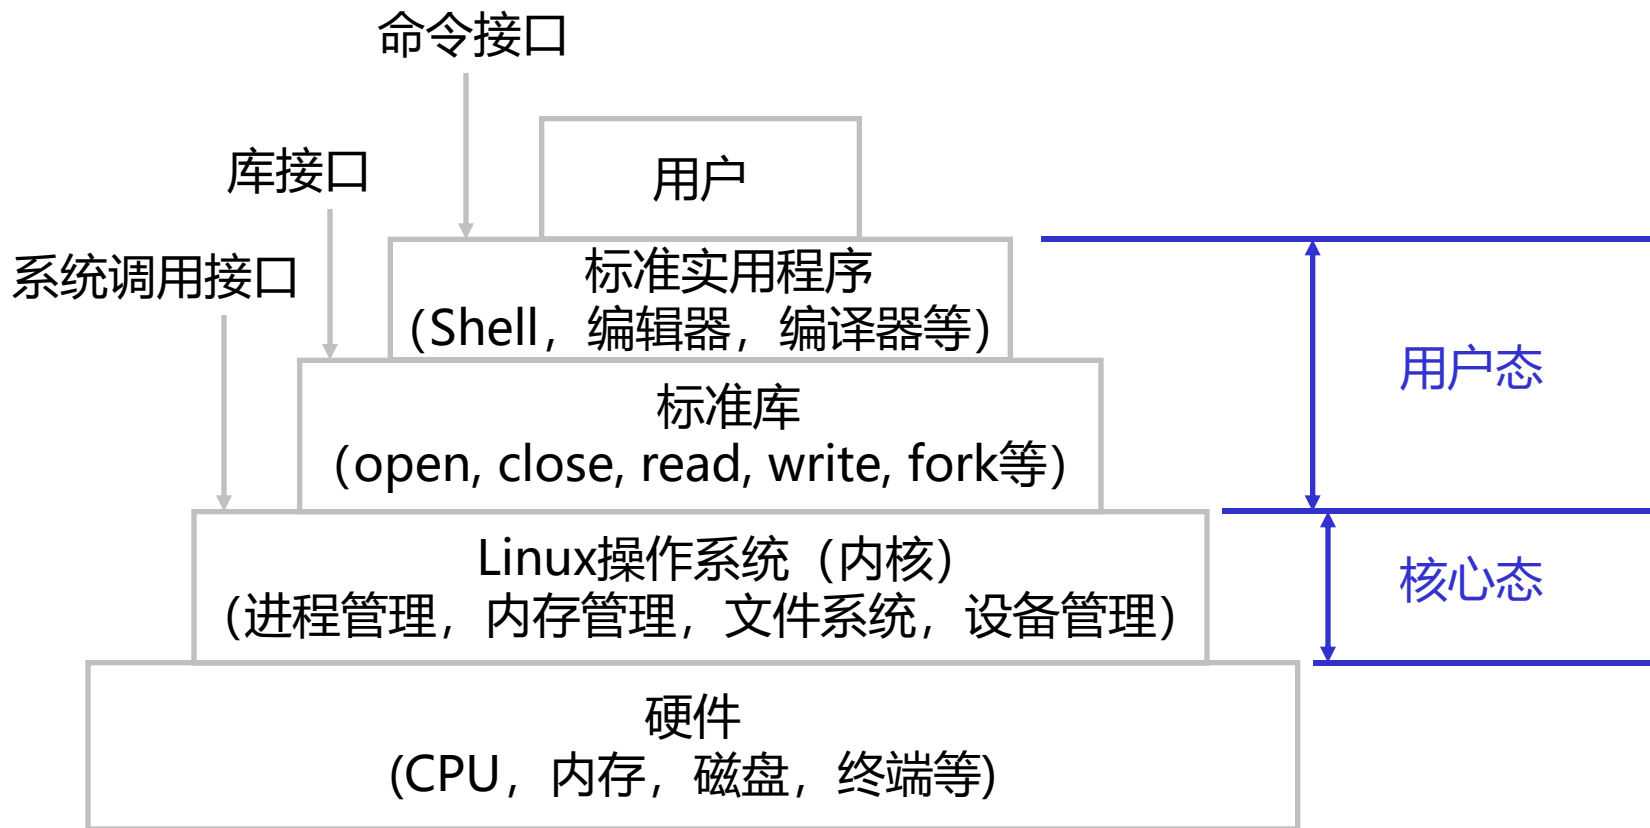 命令接口
库接口
用户
系统调用接口
标准实用程序
（Shell，编辑器，编译器等）
用户态
标准库
（open, close, read, write, fork等）
Linux操作系统（内核）
（进程管理，内存管理，文件系统，设备管理）
核心态
硬件
(CPU，内存，磁盘，终端等)